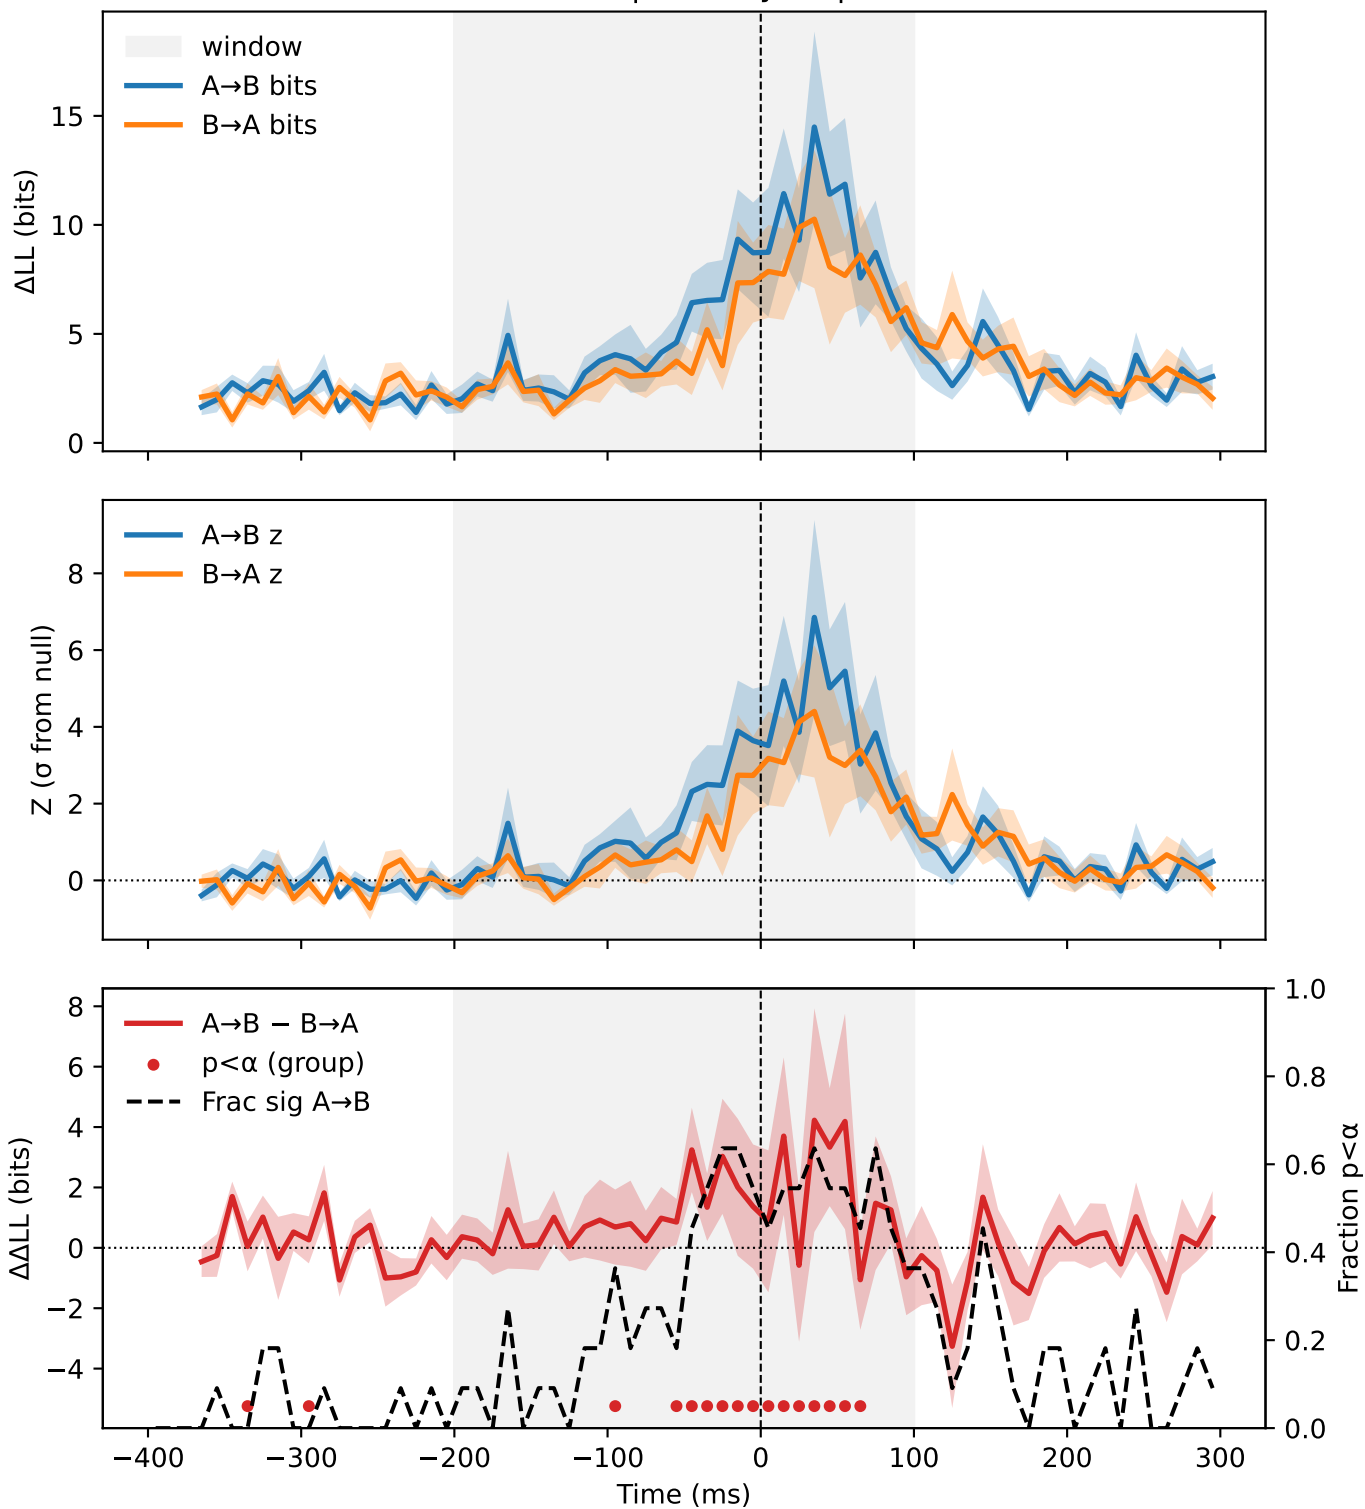 window
A→B bits
B→A bits
ΔLL (bits)
15
10
5
0
A→B z
B→A z
Z (σ from null)
8
6
4
2
0
A→B − B→A
p<α (group)
Frac sig A→B
ΔΔLL (bits)
8
6
4
2
0
−2
−4
1.0
0.8
0.6
0.4
0.2
0.0
Fraction p<α
−400 −300 −200 −100 0 100 200 300
Time (ms)